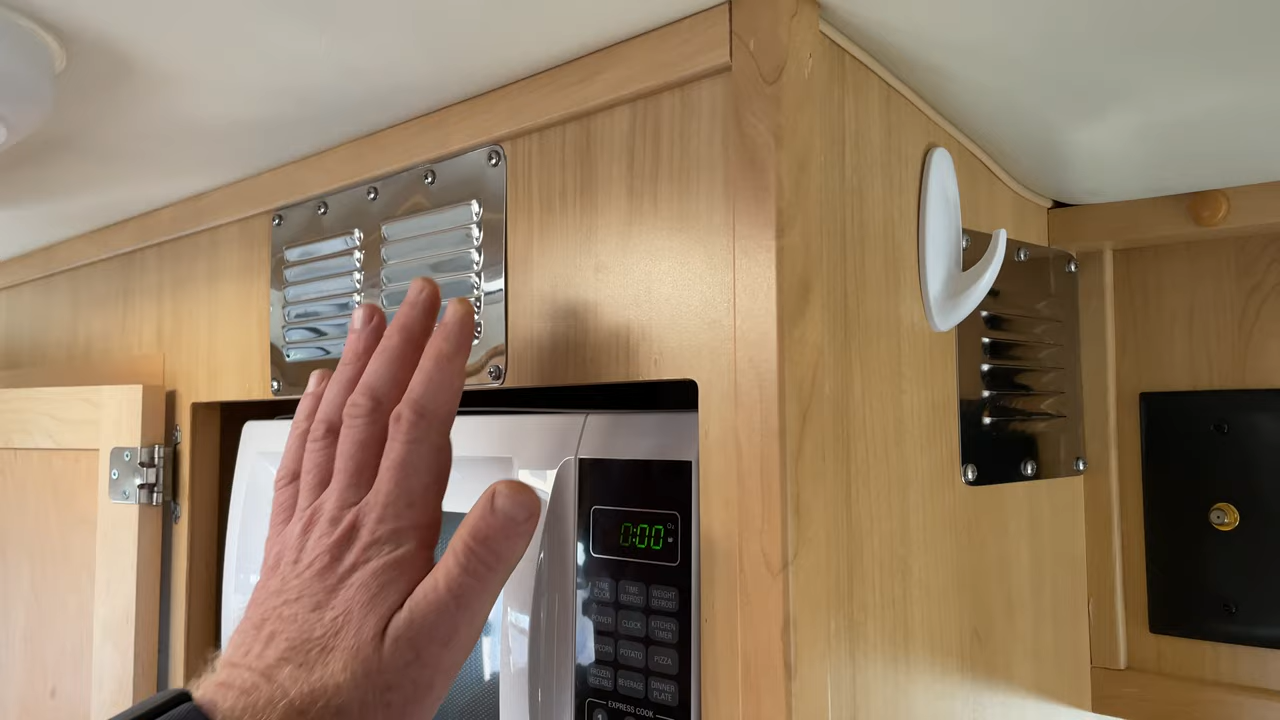 0:00
TIME COOK
TIME DEFROST
WEIGHT DEFROST
POWER
CLOCK
KITCHEN TIMER
POTATO
PIZZA
FROZEN VEGETABLE
BEVERAGE
DINNER PLATE
EXPRESS COOK
1